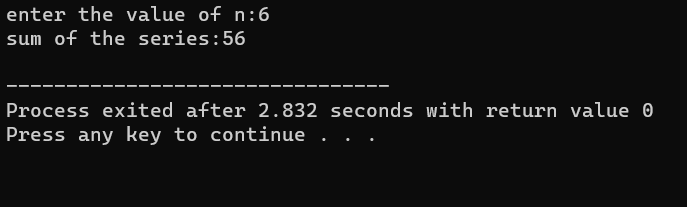 enter the value of n:6
sum of the series:56
--------------------------------
Process exited after 2.832 seconds with return value 0
Press any key to continue . . .